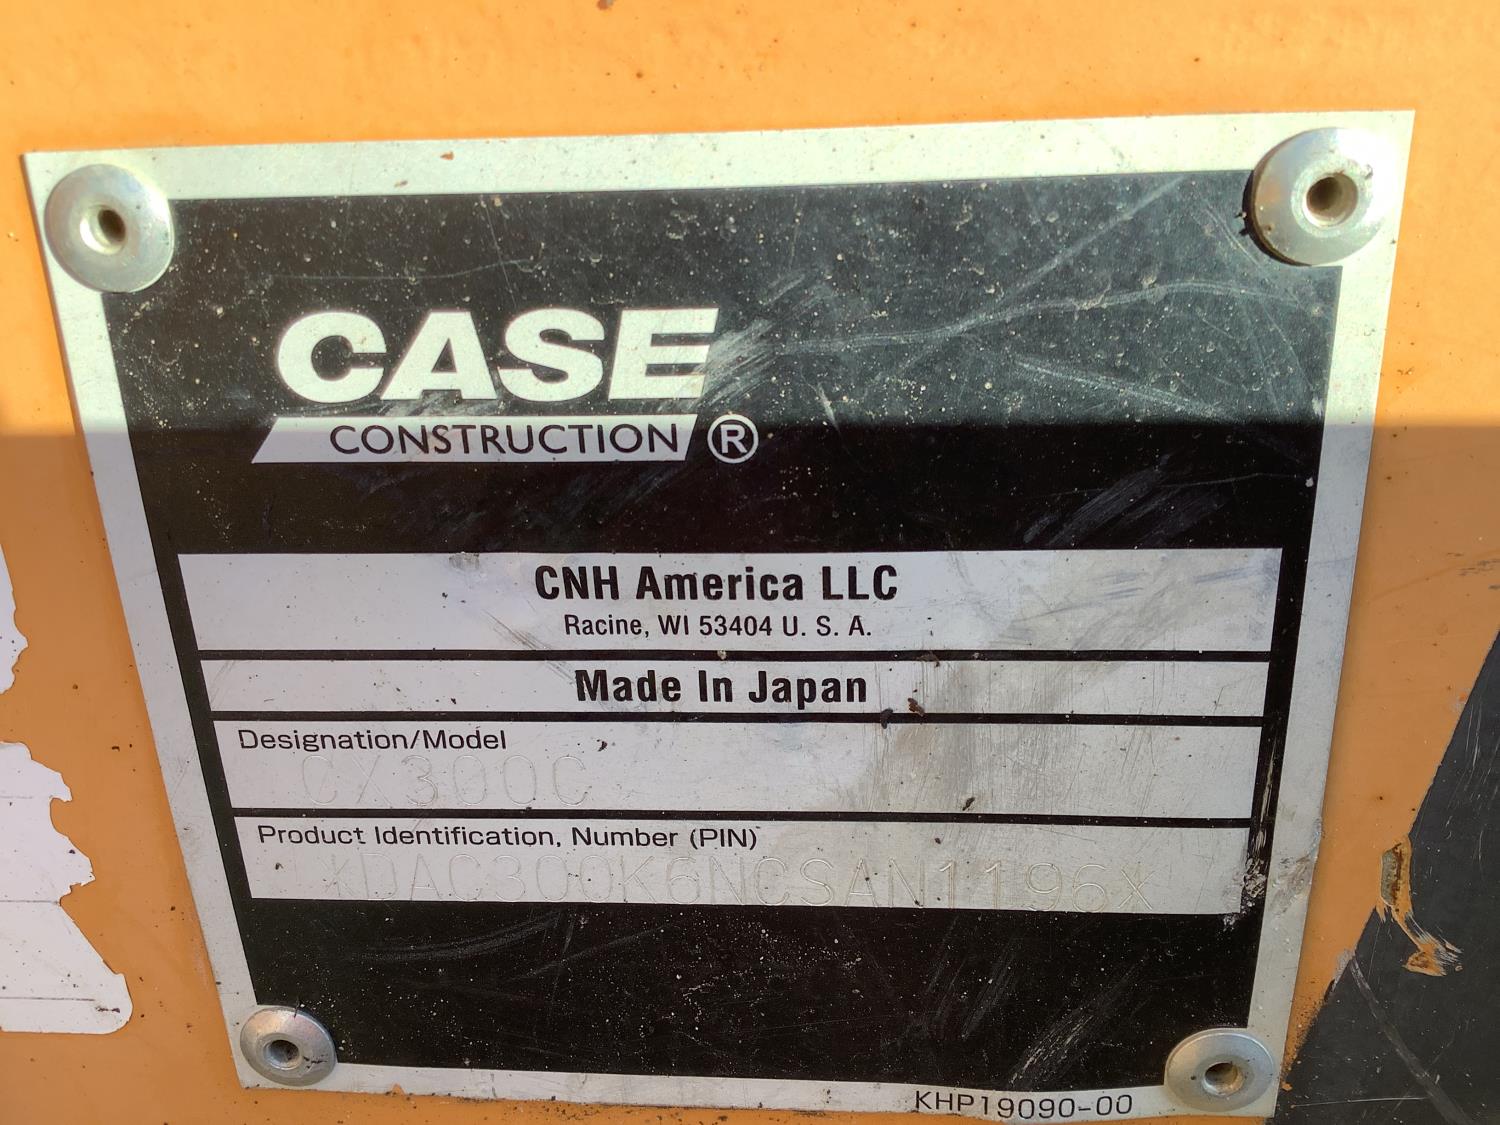 CASE
CONSTRUCTION ®
CNH America LLC
Racine, WI 53404 U. S. A.
Made In Japan
Designation/Model
CX300C
Product Identification, Number (PIN)
KDAC300K6NCSAN1196X
KHP19090-00